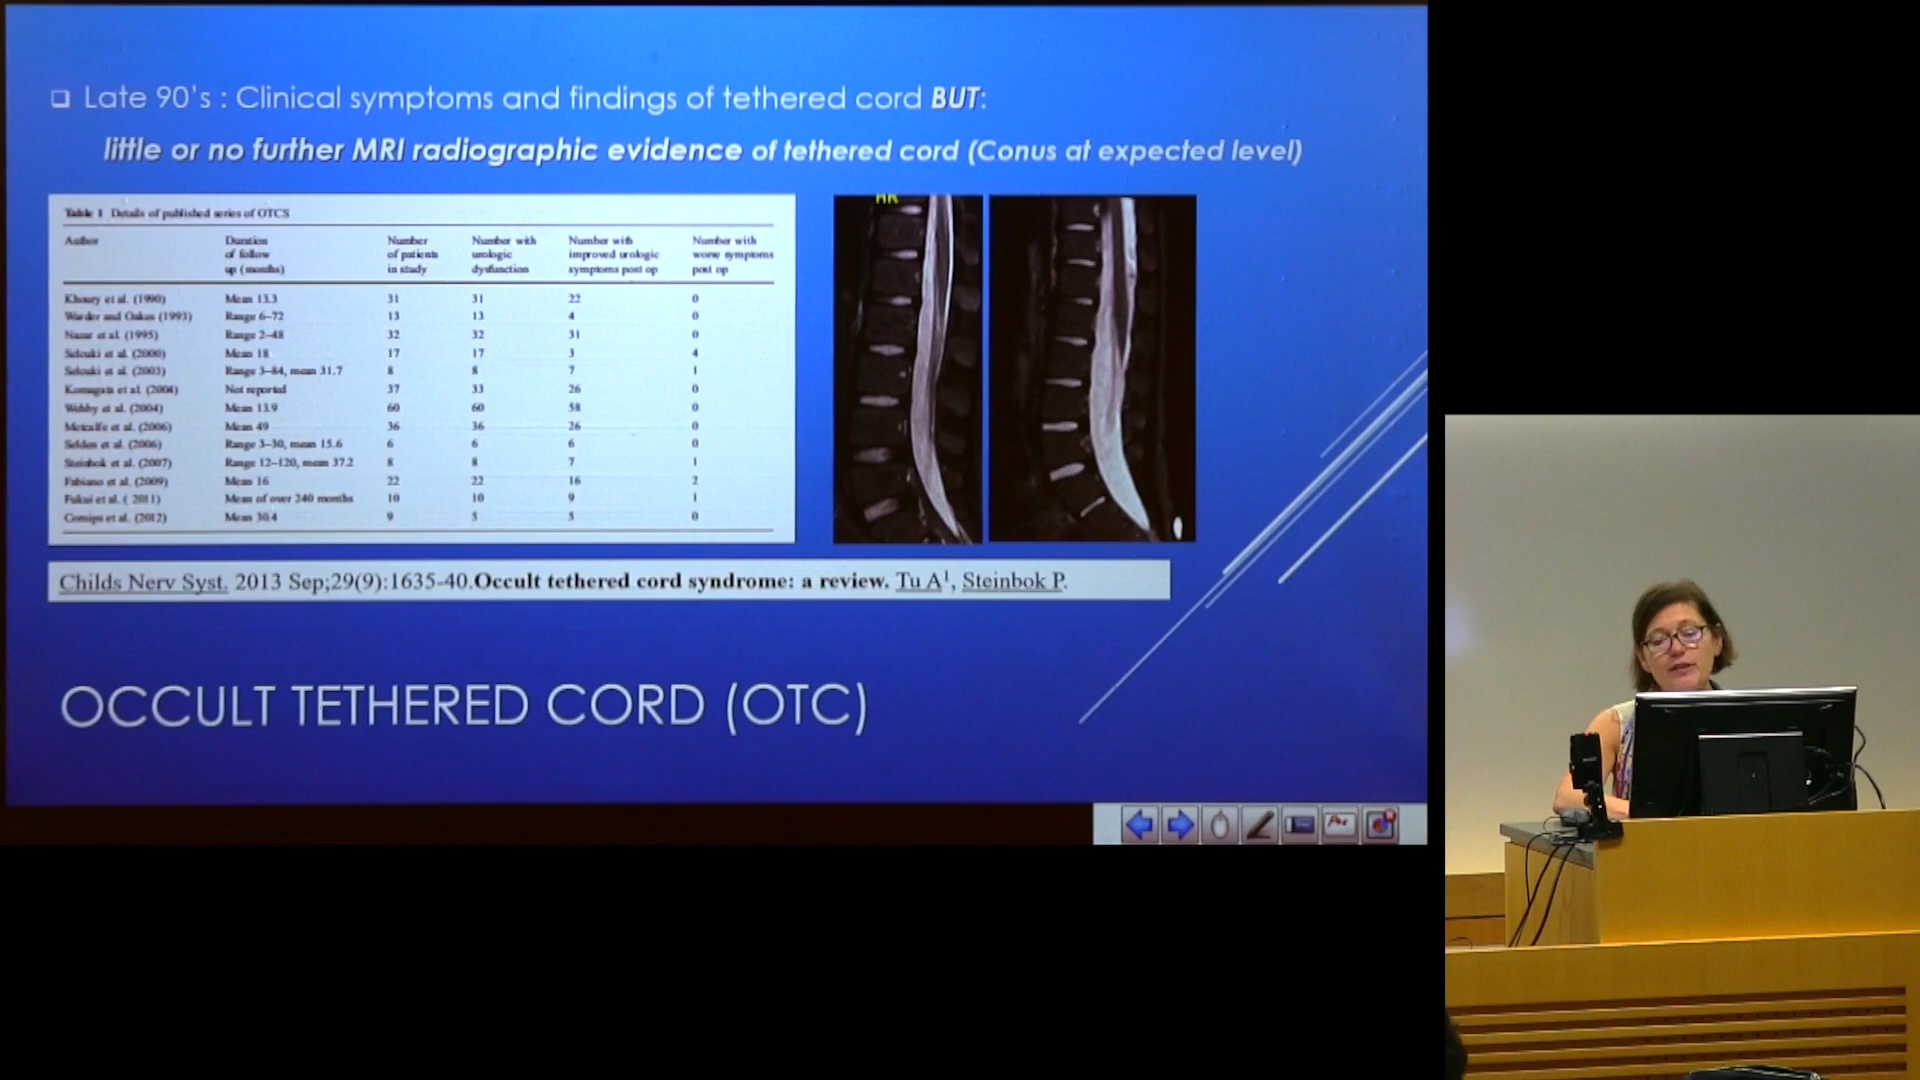 ❑ Late 90's : Clinical symptoms and findings of tethered cord BUT:
little or no further MRI radiographic evidence of tethered cord (Conus at expected level)
HR
Table 1 Details of published series of OTCS
Author Duration of follow up (months) Number of patients in study Number with urologic dysfunction Number with improved urologic symptoms post op Number with worse symptoms post op
Khoury et al. (1990) Mean 13.3 31 31 22 0
Warder and Oakes (1993) Range 6–72 13 13 4 0
Nazar et al. (1995) Range 2–48 32 32 31 0
Selcuki et al. (2000) Mean 18 17 17 3 4
Selcuki et al. (2003) Range 3–84, mean 31.7 8 8 7 1
Komagata et al. (2004) Not reported 37 33 26 0
Wehby et al. (2004) Mean 13.9 60 60 58 0
Metcalfe et al. (2006) Mean 49 36 36 26 0
Selden et al. (2006) Range 3–30, mean 15.6 6 6 6 0
Steinbok et al. (2007) Range 12–120, mean 37.2 8 8 7 1
Fabiano et al. (2009) Mean 16 22 22 16 2
Fukui et al. ( 2011) Mean of over 240 months 10 10 9 1
et al. (2012) Mean 30.4 9 5 5 0
Childs Nerv Syst. 2013 Sep;29(9):1635-40.Occult tethered cord syndrome: a review. Tu A1, Steinbok P.
OCCULT TETHERED CORD (OTC)